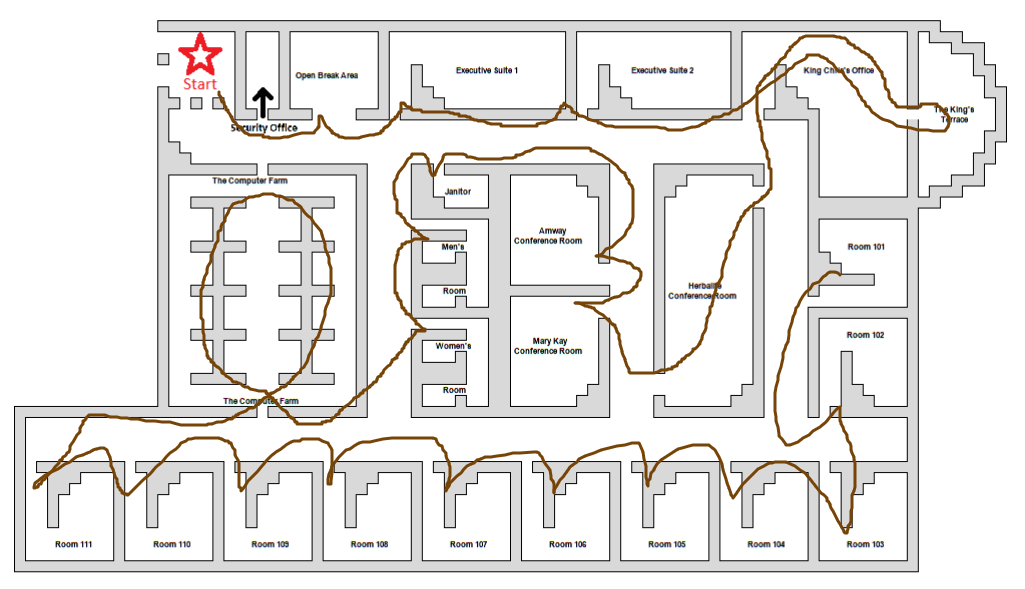 Start
Open Break Area
Executive Suite 1
Executive Suite 2
King Chiu's Office
The King's
Terrace
Security Office
The Computer Farm
Janitor
Men's
Room
Women's
Room
Amway
Conference Room
Mary Kay
Conference Room
Herbalife
Conference Room
Room 101
Room 102
The Computer Farm
Room 111
Room 110
Room 109
Room 108
Room 107
Room 106
Room 105
Room 104
Room 103